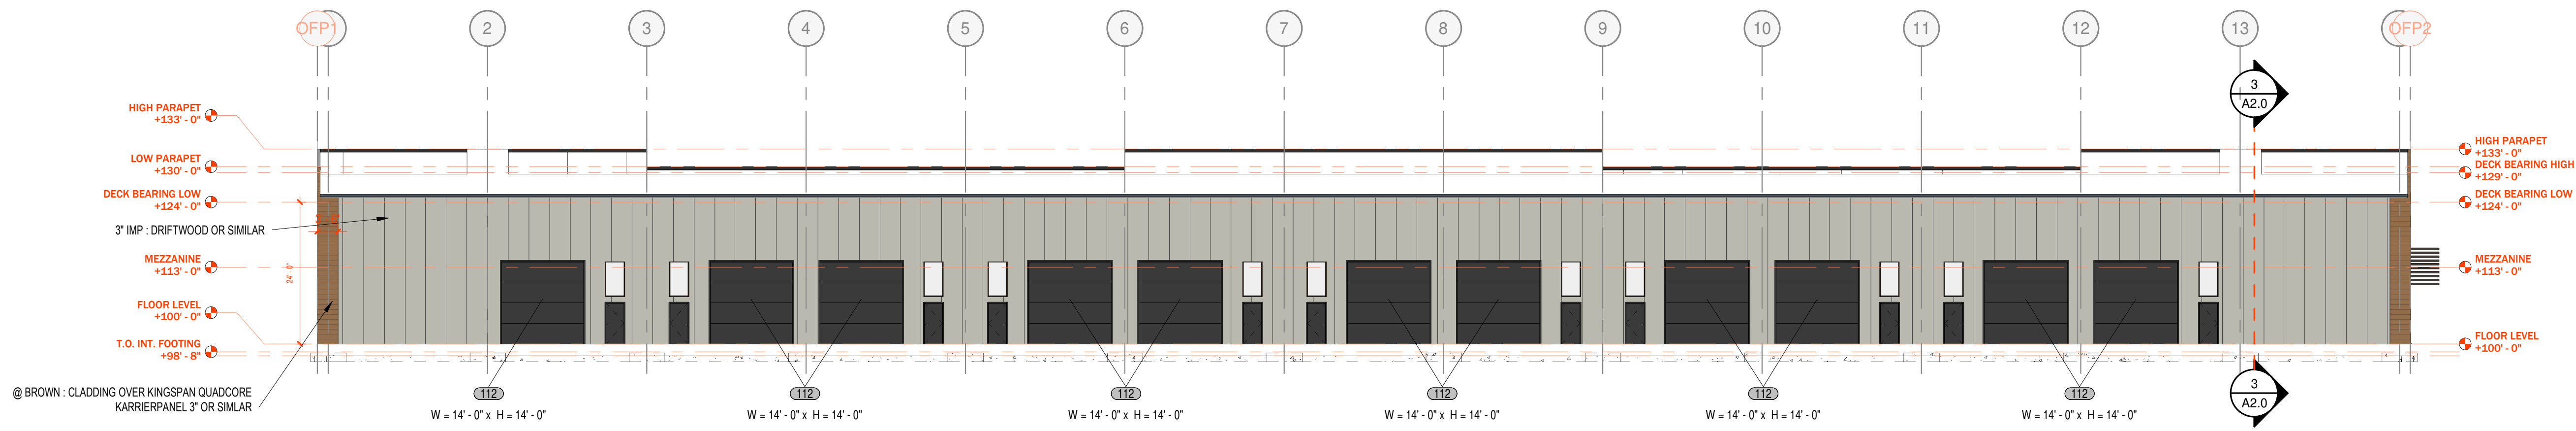 OFP1
2
3
4
5
6
7
8
9
10
11
12
13
OFP2
3
A2.0
HIGH PARAPET
+133' - 0"
LOW PARAPET
+130' - 0"
DECK BEARING LOW
+124' - 0"
3" IMP : DRIFTWOOD OR SIMILAR
MEZZANINE
+113' - 0"
24' - 0"
FLOOR LEVEL
+100' - 0"
T.O. INT. FOOTING
+98' - 8"
@ BROWN : CLADDING OVER KINGSPAN QUADCORE
KARRIERPANEL 3" OR SIMLAR
HIGH PARAPET
+133' - 0"
DECK BEARING HIGH
+129' - 0"
DECK BEARING LOW
+124' - 0"
MEZZANINE
+113' - 0"
FLOOR LEVEL
+100' - 0"
112
W = 14' - 0" x H = 14' - 0"
112
W = 14' - 0" x H = 14' - 0"
112
W = 14' - 0" x H = 14' - 0"
112
W = 14' - 0" x H = 14' - 0"
112
W = 14' - 0" x H = 14' - 0"
112
W = 14' - 0" x H = 14' - 0"
3
A2.0